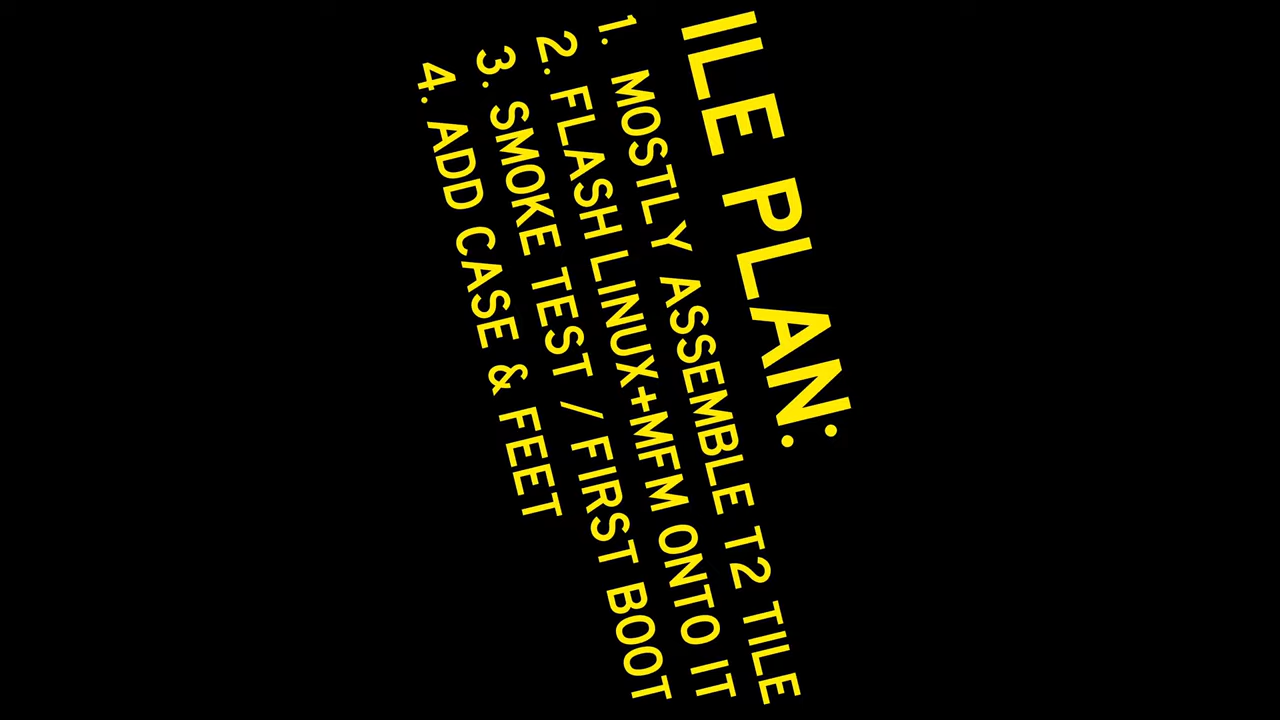 ILE PLAN:
1. MOSTLY ASSEMBLE T2 TILE
2. FLASH LINUX+MFM ONTO IT
3. SMOKE TEST / FIRST BOOT
4. ADD CASE & FEET